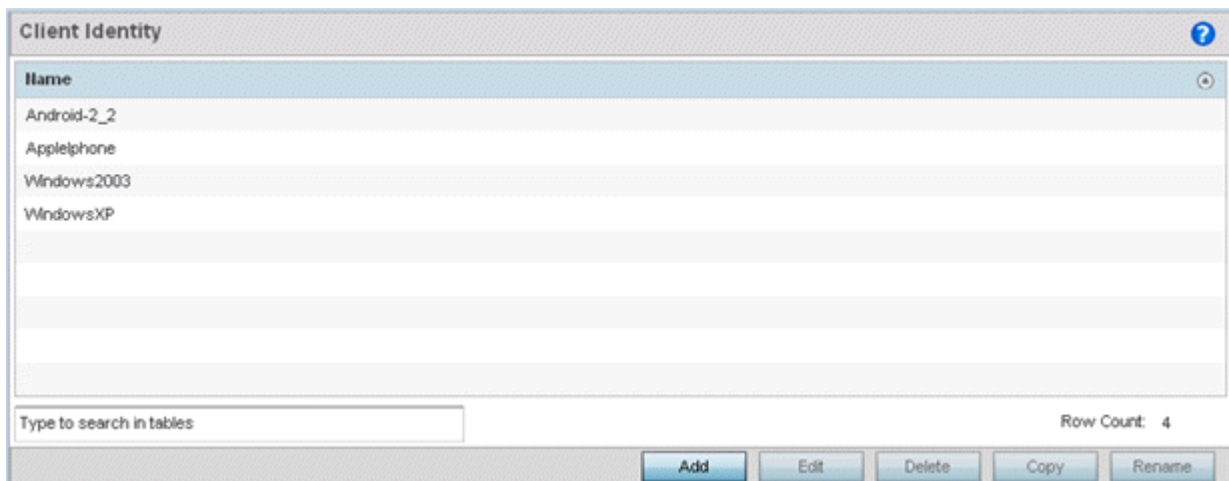 Client Identity
?
Name
Android-2_2
AppleIphone
Windows2003
WindowsXP
Type to search in tables
Row Count: 4
Add Edit Delete Copy Rename